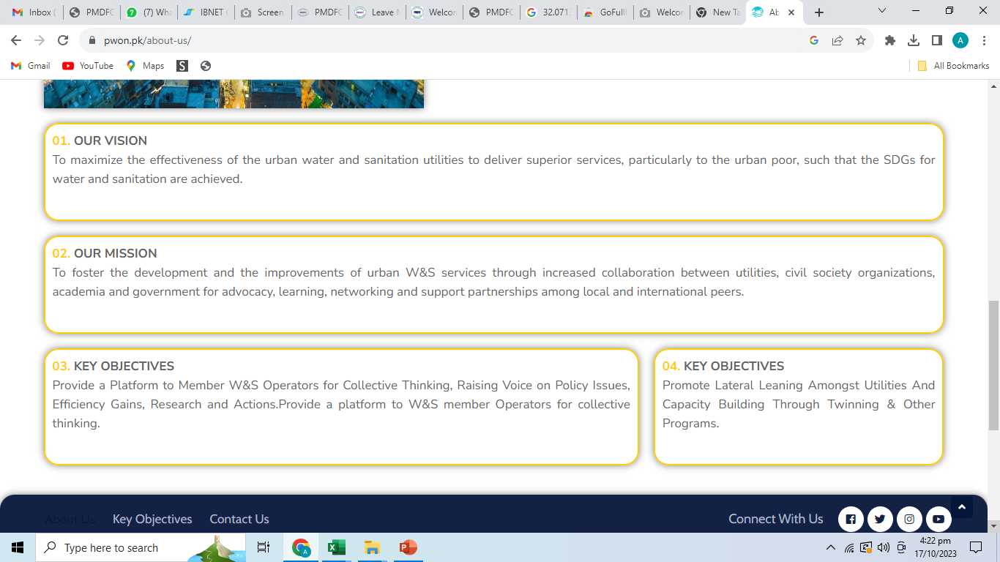 Inbox (
PMDFC
(7) Wha
IBNET
Screen
PMDFC
Leave
Welcon
PMDFC
32.071
GoFull
Welcor
New Ta
Ab
pwon.pk/about-us/
A
Gmail
YouTube
Maps
S
All Bookmarks
01. OUR VISION
To maximize the effectiveness of the urban water and sanitation utilities to deliver superior services, particularly to the urban poor, such that the SDGs for
water and sanitation are achieved.
02. OUR MISSION
To foster the development and the improvements of urban W&S services through increased collaboration between utilities, civil society organizations,
academia and government for advocacy, learning, networking and support partnerships among local and international peers.
03. KEY OBJECTIVES
Provide a Platform to Member W&S Operators for Collective Thinking, Raising Voice on Policy Issues,
Efficiency Gains, Research and Actions.Provide a platform to W&S member Operators for collective
thinking.
04. KEY OBJECTIVES
Promote Lateral Leaning Amongst Utilities And
Capacity Building Through Twinning & Other
Programs.
About Us Key Objectives Contact Us
Connect With Us
Type here to search
4:22 pm
17/10/2023